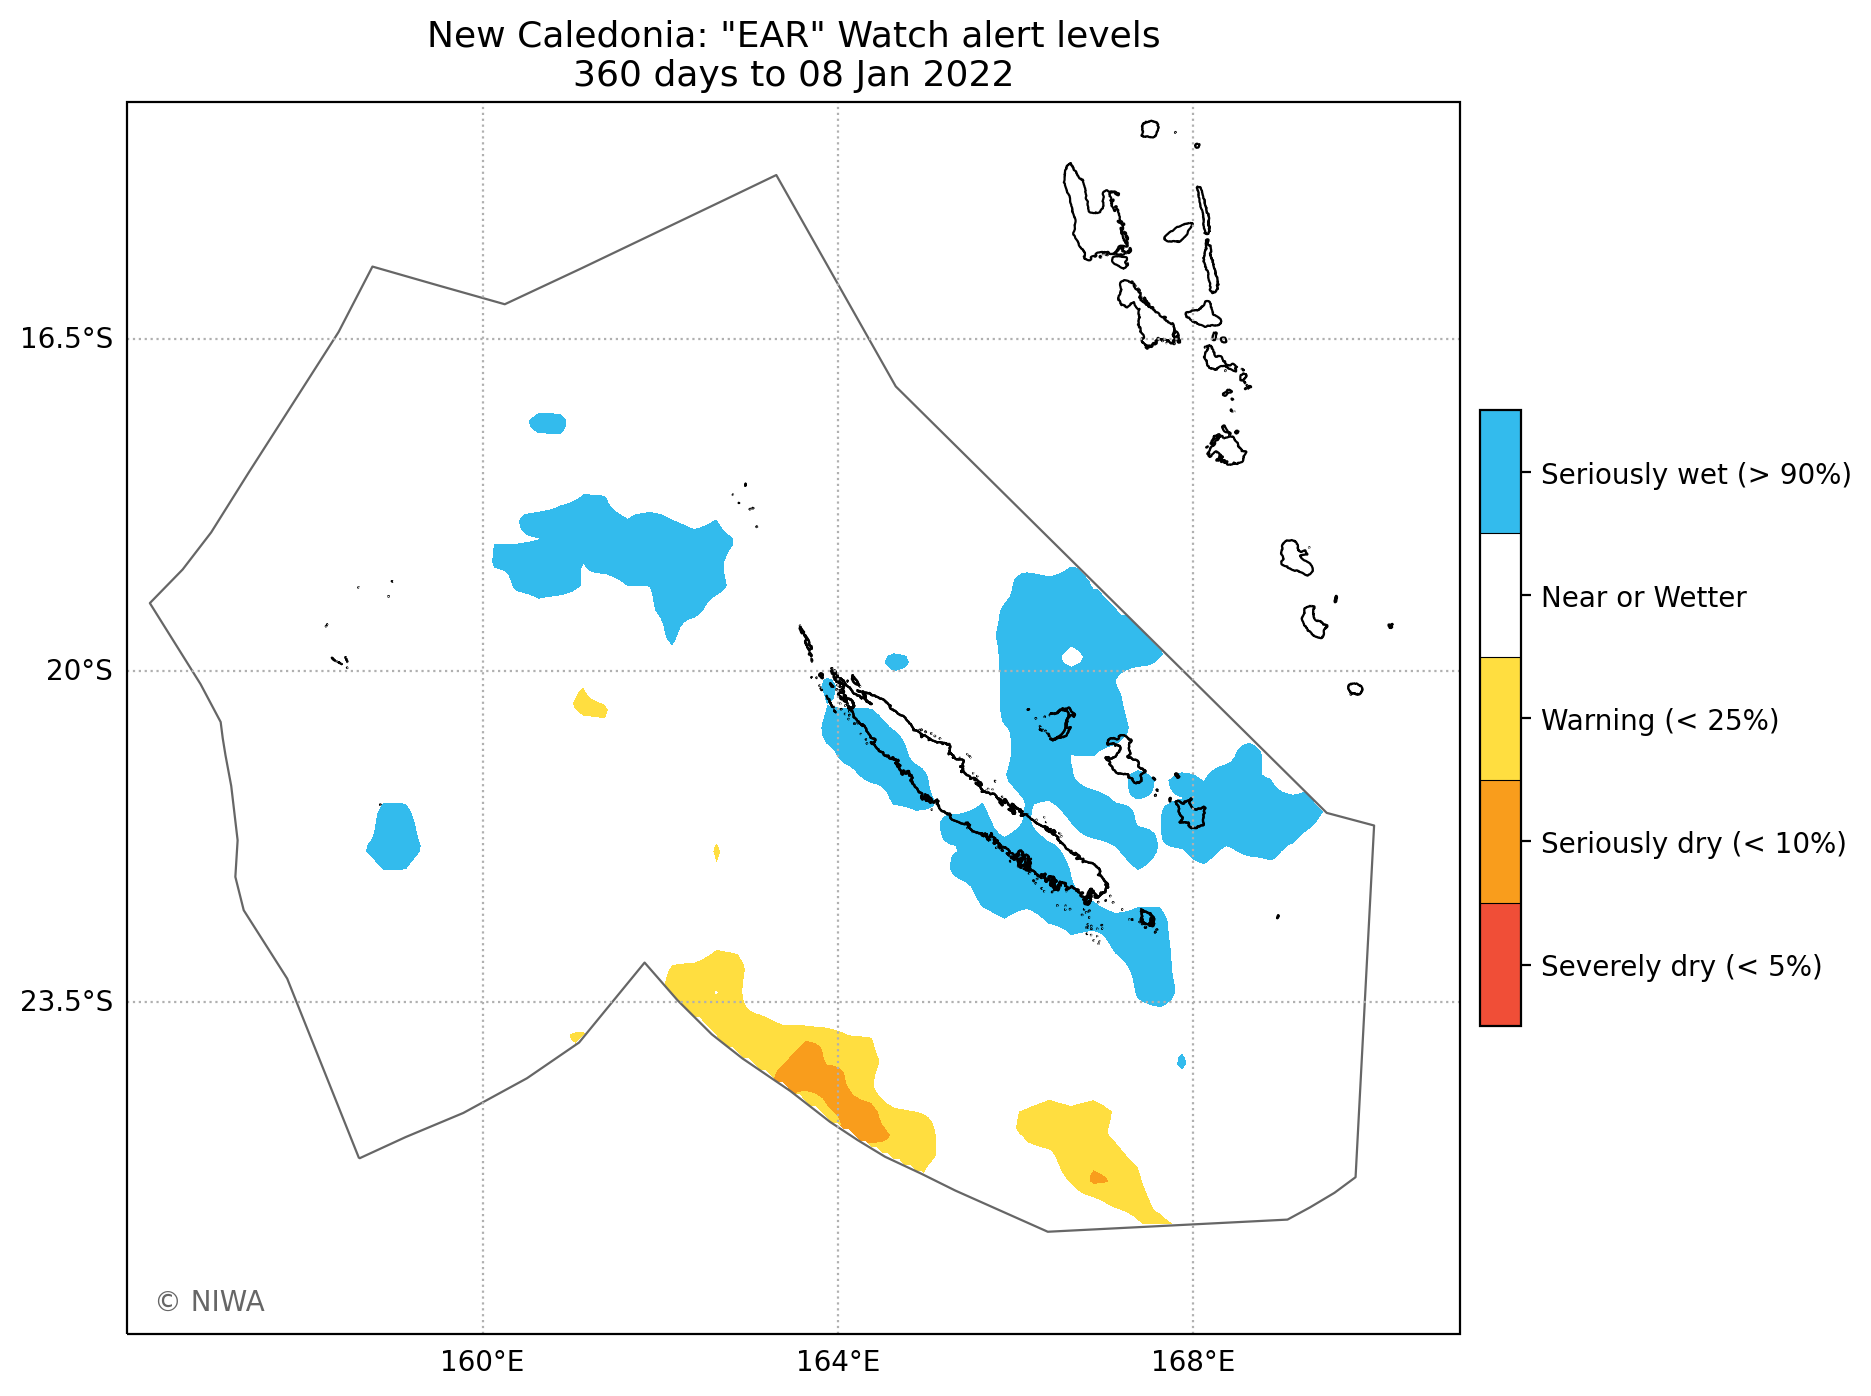 New Caledonia: "EAR" Watch alert levels
360 days to 08 Jan 2022
16.5°S
20°S
23.5°S
160°E
164°E
168°E
Seriously wet (> 90%)
Near or Wetter
Warning (< 25%)
Seriously dry (< 10%)
Severely dry (< 5%)
© NIWA